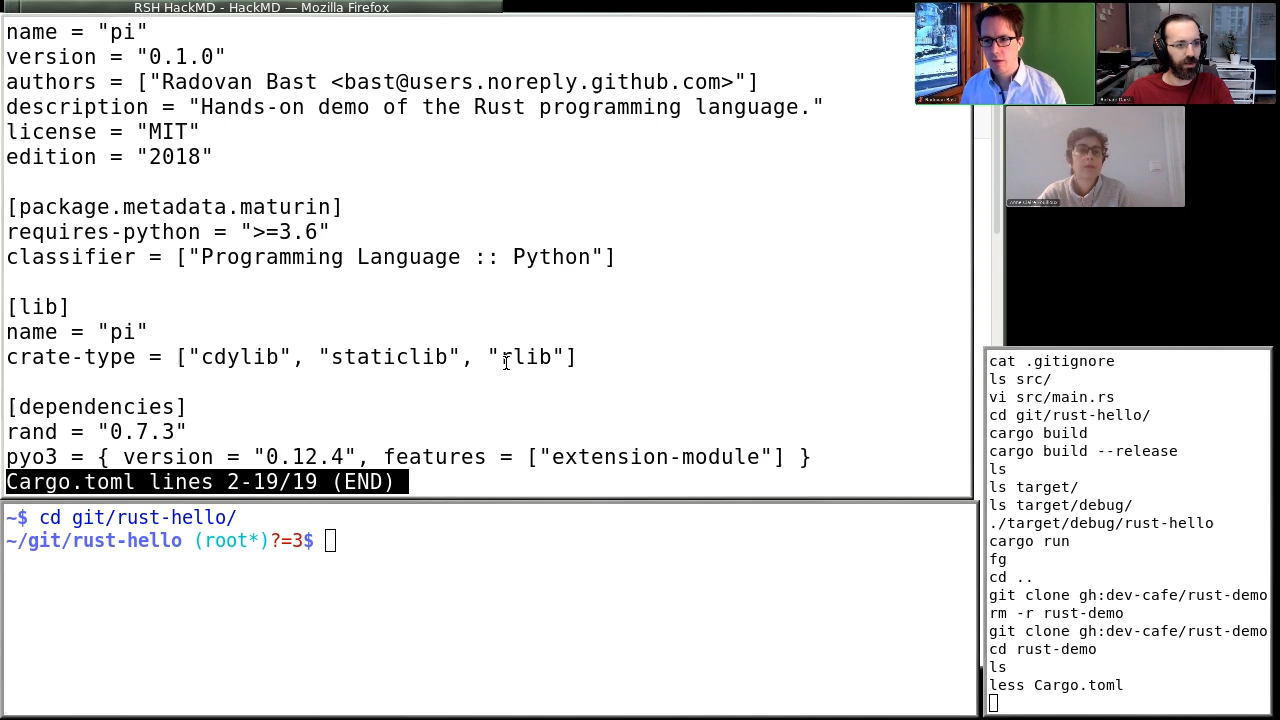 RSH HackMD - HackMD — Mozilla Firefox
name = "pi"
version = "0.1.0"
authors = ["Radovan Bast <bast@users.noreply.github.com>"]
description = "Hands-on demo of the Rust programming language."
license = "MIT"
edition = "2018"
[package.metadata.maturin]
requires-python = ">=3.6"
classifier = ["Programming Language :: Python"]
[lib]
name = "pi"
crate-type = ["cdylib", "staticlib", "rlib"]
[dependencies]
rand = "0.7.3"
pyo3 = { version = "0.12.4", features = ["extension-module"] }
Cargo.toml lines 2-19/19 (END)
~$ cd git/rust-hello/
~/git/rust-hello (root*)?=3$
Radovan Bast
Richard Darst
cat .gitignore
ls src/
vi src/main.rs
cd git/rust-hello/
cargo build
cargo build --release
ls
ls target/
ls target/debug/
./target/debug/rust-hello
cargo run
fg
cd ..
git clone gh:dev-cafe/rust-demo
rm -r rust-demo
git clone gh:dev-cafe/rust-demo
cd rust-demo
ls
less Cargo.toml